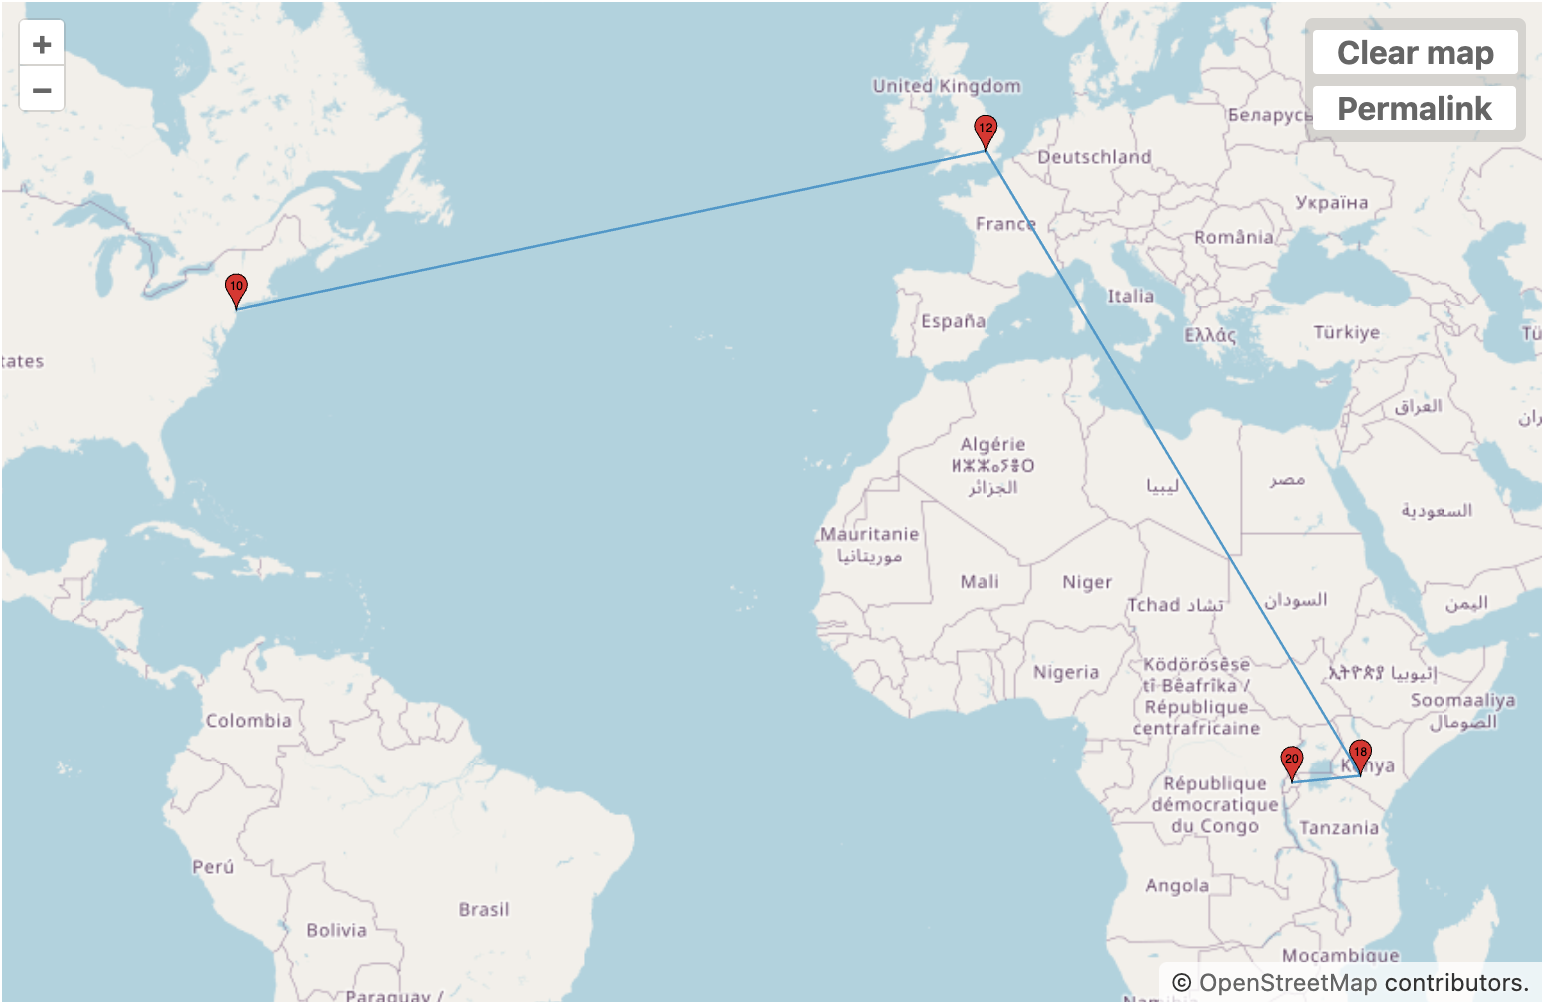 +
−
Clear map
Permalink
United Kingdom
Беларусь
12
Deutschland
Україна
France
România
10
Italia
España
Ελλάς
Türkiye
tates
العراق
Algérie
ⵍⵣⵣⴰⵢⴻⵔ
الجزائر
ليبيا
مصر
السعودية
Mauritanie
موريتانيا
Mali
Niger
Tchad تشاد
السودان
اليمن
Nigeria
Ködörösêse
tî Bêafrîka /
République
centrafricaine
ኢትዮጵያ إثيوبيا
Soomaaliya
الصومال
Colombia
20
18
Kenya
République
démocratique
du Congo
Tanzania
Perú
Angola
Brasil
Bolivia
Moçambique
Paraguay /
© OpenStreetMap contributors.